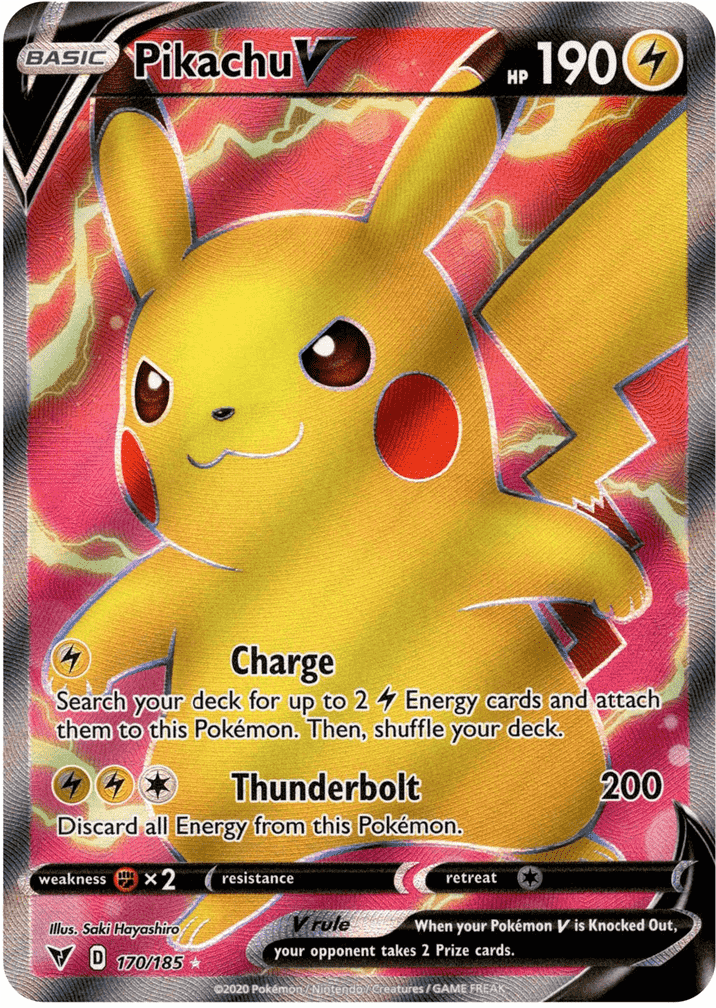 BASIC Pikachu V HP 190
Charge
Search your deck for up to 2 Energy cards and attach
them to this Pokémon. Then, shuffle your deck.
Thunderbolt 200
Discard all Energy from this Pokémon.
weakness ×2 resistance retreat
Illus. Saki Hayashiro
V rule When your Pokémon V is Knocked Out,
your opponent takes 2 Prize cards.
D 170/185
©2020 Pokémon / Nintendo / Creatures / GAME FREAK